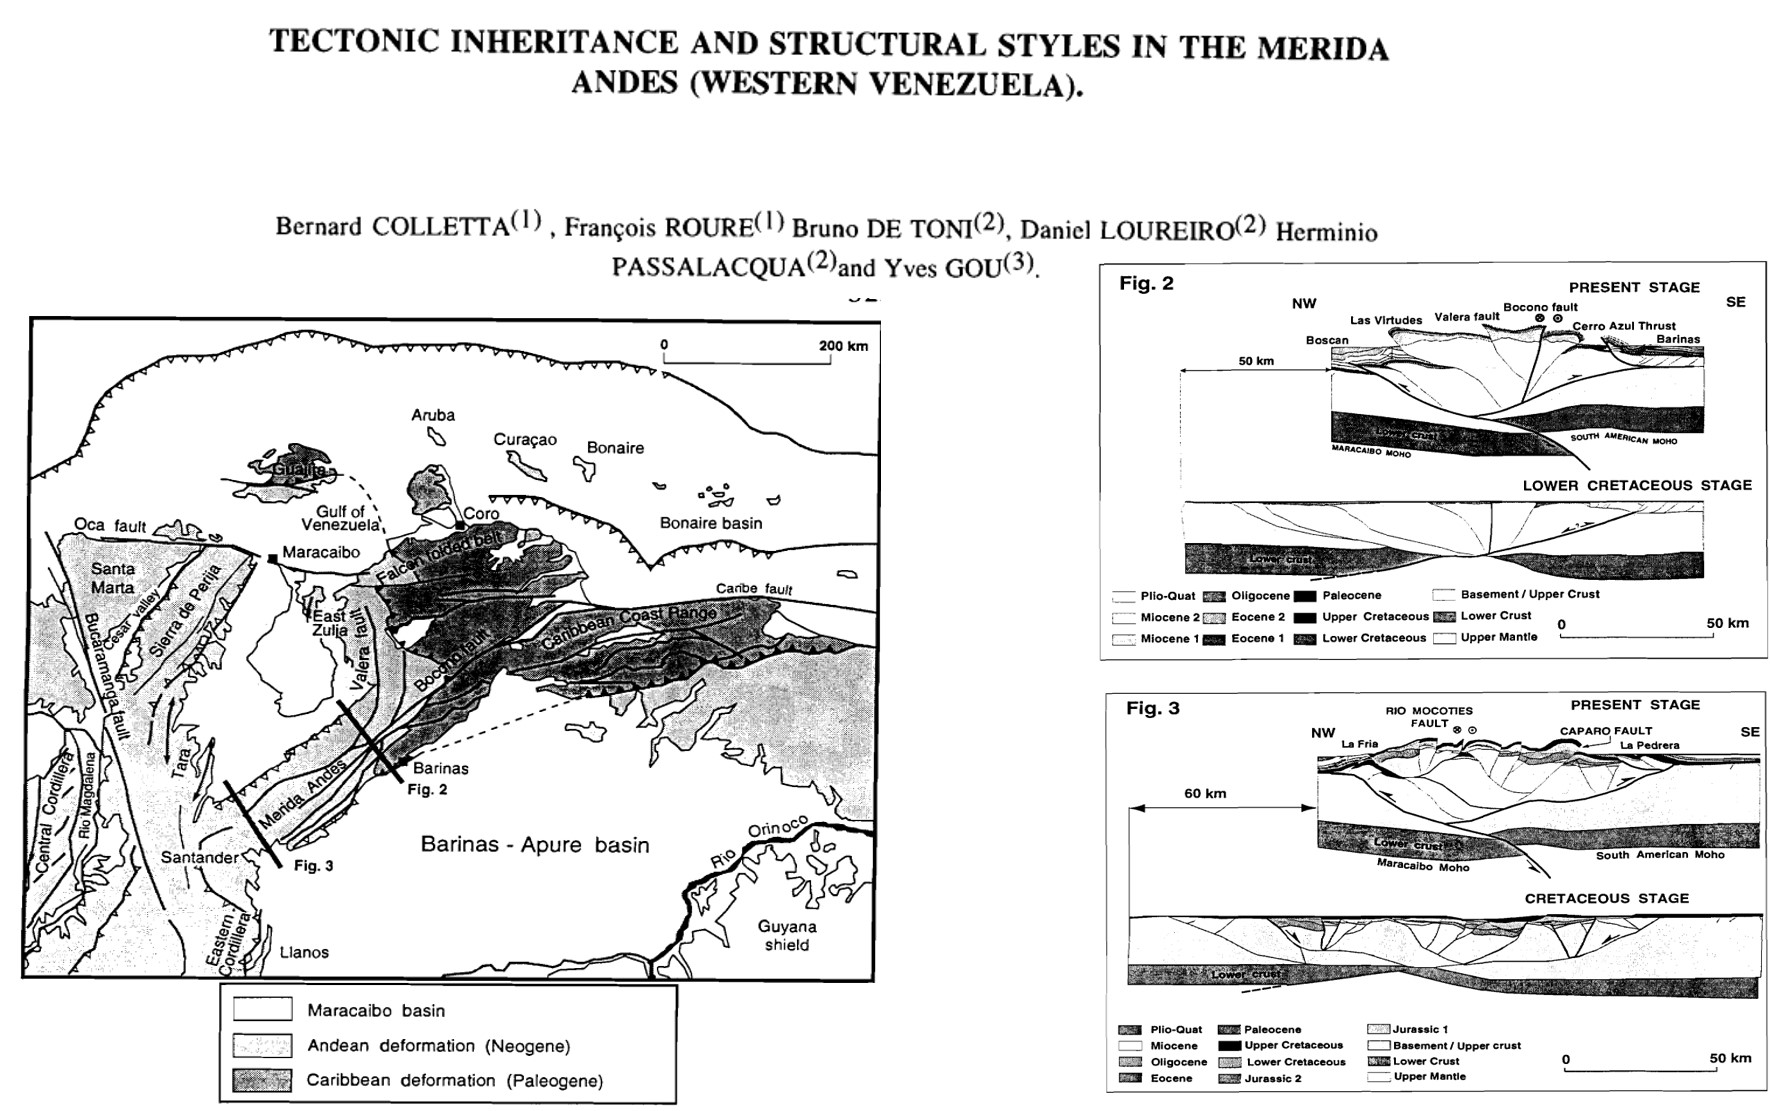 TECTONIC INHERITANCE AND STRUCTURAL STYLES IN THE MERIDA
ANDES (WESTERN VENEZUELA).
Bernard COLLETTA(1) , François ROURE(1) Bruno DE TONI(2), Daniel LOUREIRO(2) Herminio
PASSALACQUA(2)and Yves GOU(3).
0 200 km
Aruba
Curaçao
Bonaire
Guajira
Gulf of
Venezuela
Coro
Bonaire basin
Oca fault
Maracaibo
Falcon folded belt
Santa
Marta
Cesar valley
Sierra de Perija
Bucaramanga fault
East
Zulia
Valera fault
Bocono fault
Caribe fault
Caribbean Coast Range
Tara
Central Cordillera
Rio Magdalena
Merida Andes
Barinas
Fig. 2
Santander
Fig. 3
Barinas - Apure basin
Rio Orinoco
Eastern
Cordillera
Llanos
Guyana
shield
Maracaibo basin
Andean deformation (Neogene)
Caribbean deformation (Paleogene)
Fig. 2
PRESENT STAGE
NW
SE
Bocono fault
Las Virtudes
Valera fault
Cerro Azul Thrust
Boscan
Barinas
50 km
Lower crust
MARACAIBO MOHO
SOUTH AMERICAN MOHO
LOWER CRETACEOUS STAGE
Lower crust
Plio-Quat Oligocene Paleocene Basement / Upper Crust
Miocene 2 Eocene 2 Upper Cretaceous Lower Crust
Miocene 1 Eocene 1 Lower Cretaceous Upper Mantle
0 50 km
Fig. 3
PRESENT STAGE
RIO MOCOTIES
FAULT
NW
SE
CAPARO FAULT
La Fria
La Pedrera
60 km
Lower crust
Maracaibo Moho
South American Moho
CRETACEOUS STAGE
Lower crust
Plio-Quat Paleocene Jurassic 1
Miocene Upper Cretaceous Basement / Upper crust
Oligocene Lower Cretaceous Lower Crust
Eocene Jurassic 2 Upper Mantle
0 50 km